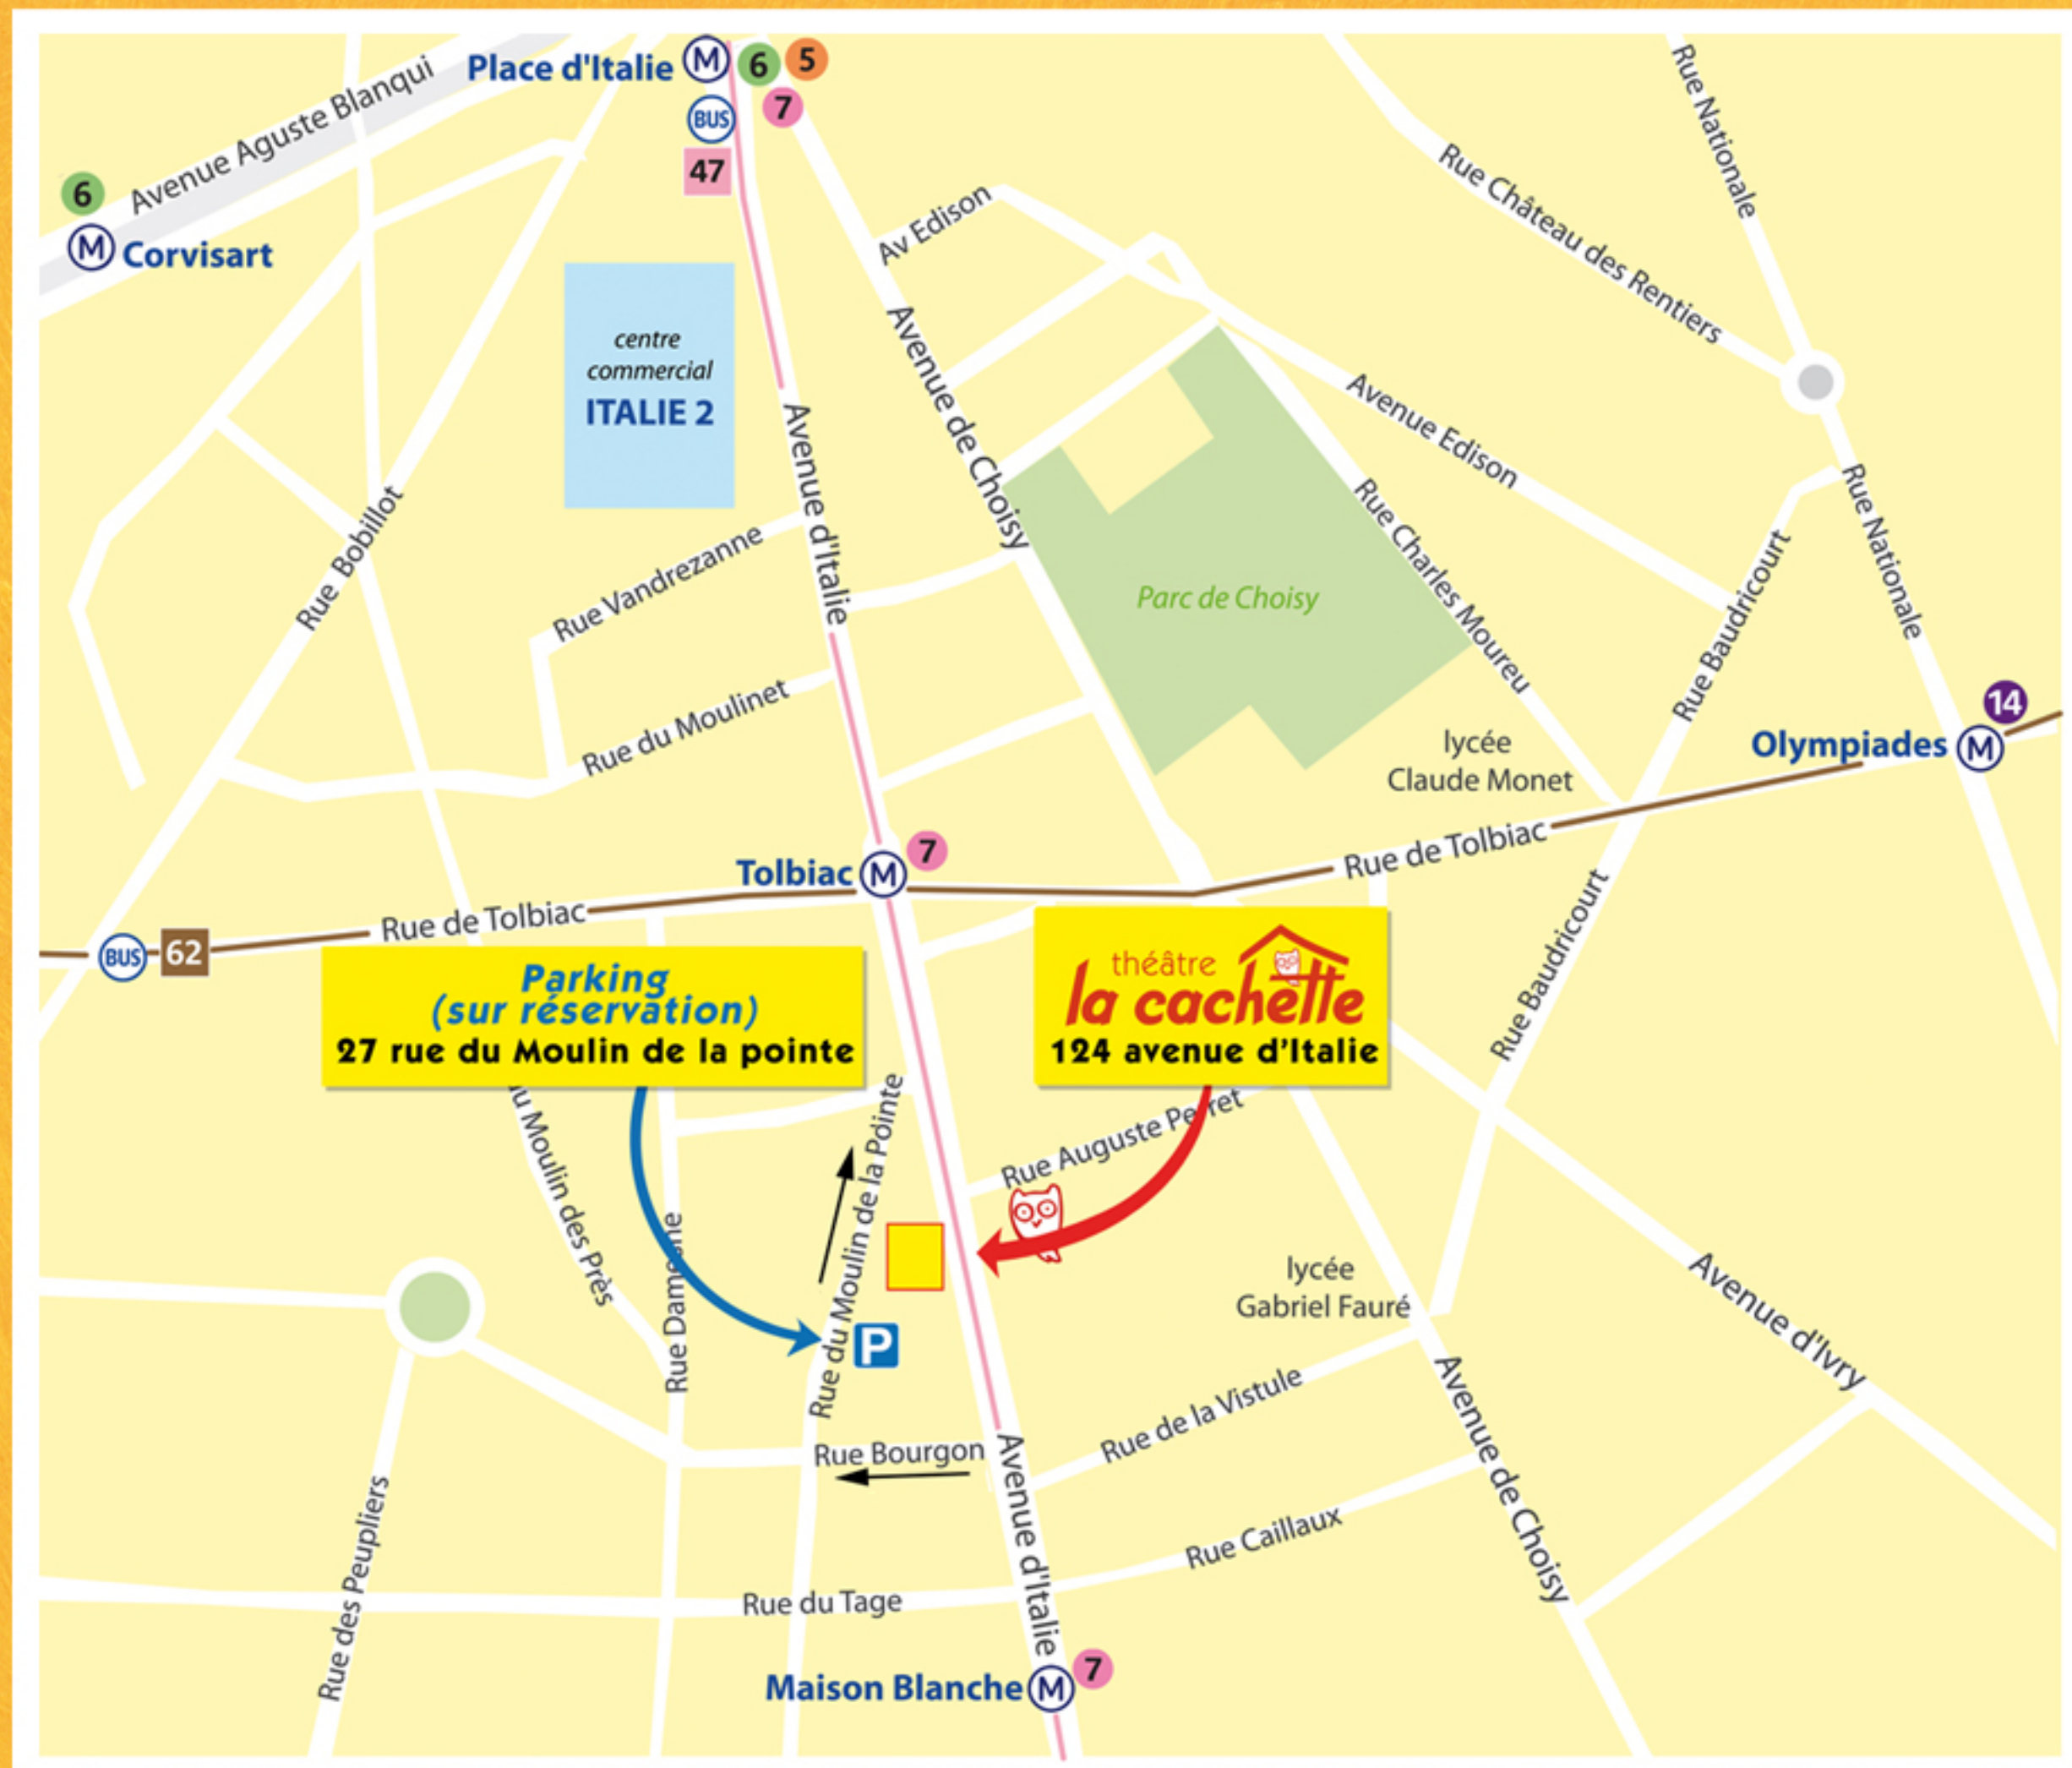 Place d'Italie M 6 5
7
BUS
47
Avenue Aguste Blanqui
6
M Corvisart
Rue Nationale
Rue Château des Rentiers
Av Edison
centre
commercial
ITALIE 2
Avenue d'Italie
Avenue de Choisy
Avenue Edison
Rue Bobillot
Rue Vandrezanne
Rue Charles Moureu
Rue Nationale
Rue Baudricourt
Parc de Choisy
Rue du Moulinet
14
Olympiades M
lycée
Claude Monet
Tolbiac M 7
Rue de Tolbiac
Rue de Tolbiac
BUS 62
Rue Baudricourt
Parking
(sur réservation)
27 rue du Moulin de la pointe
théâtre
la cachette
124 avenue d'Italie
Moulin des Près
Rue du Moulin de la Pointe
Rue Auguste Perret
Rue
P
lycée
Gabriel Fauré
Avenue d'Ivry
Rue de la Vistule
Avenue de Choisy
Rue Bourgon
Avenue d'Italie
Rue Caillaux
Rue des Peupliers
Rue du Tage
Maison Blanche M 7